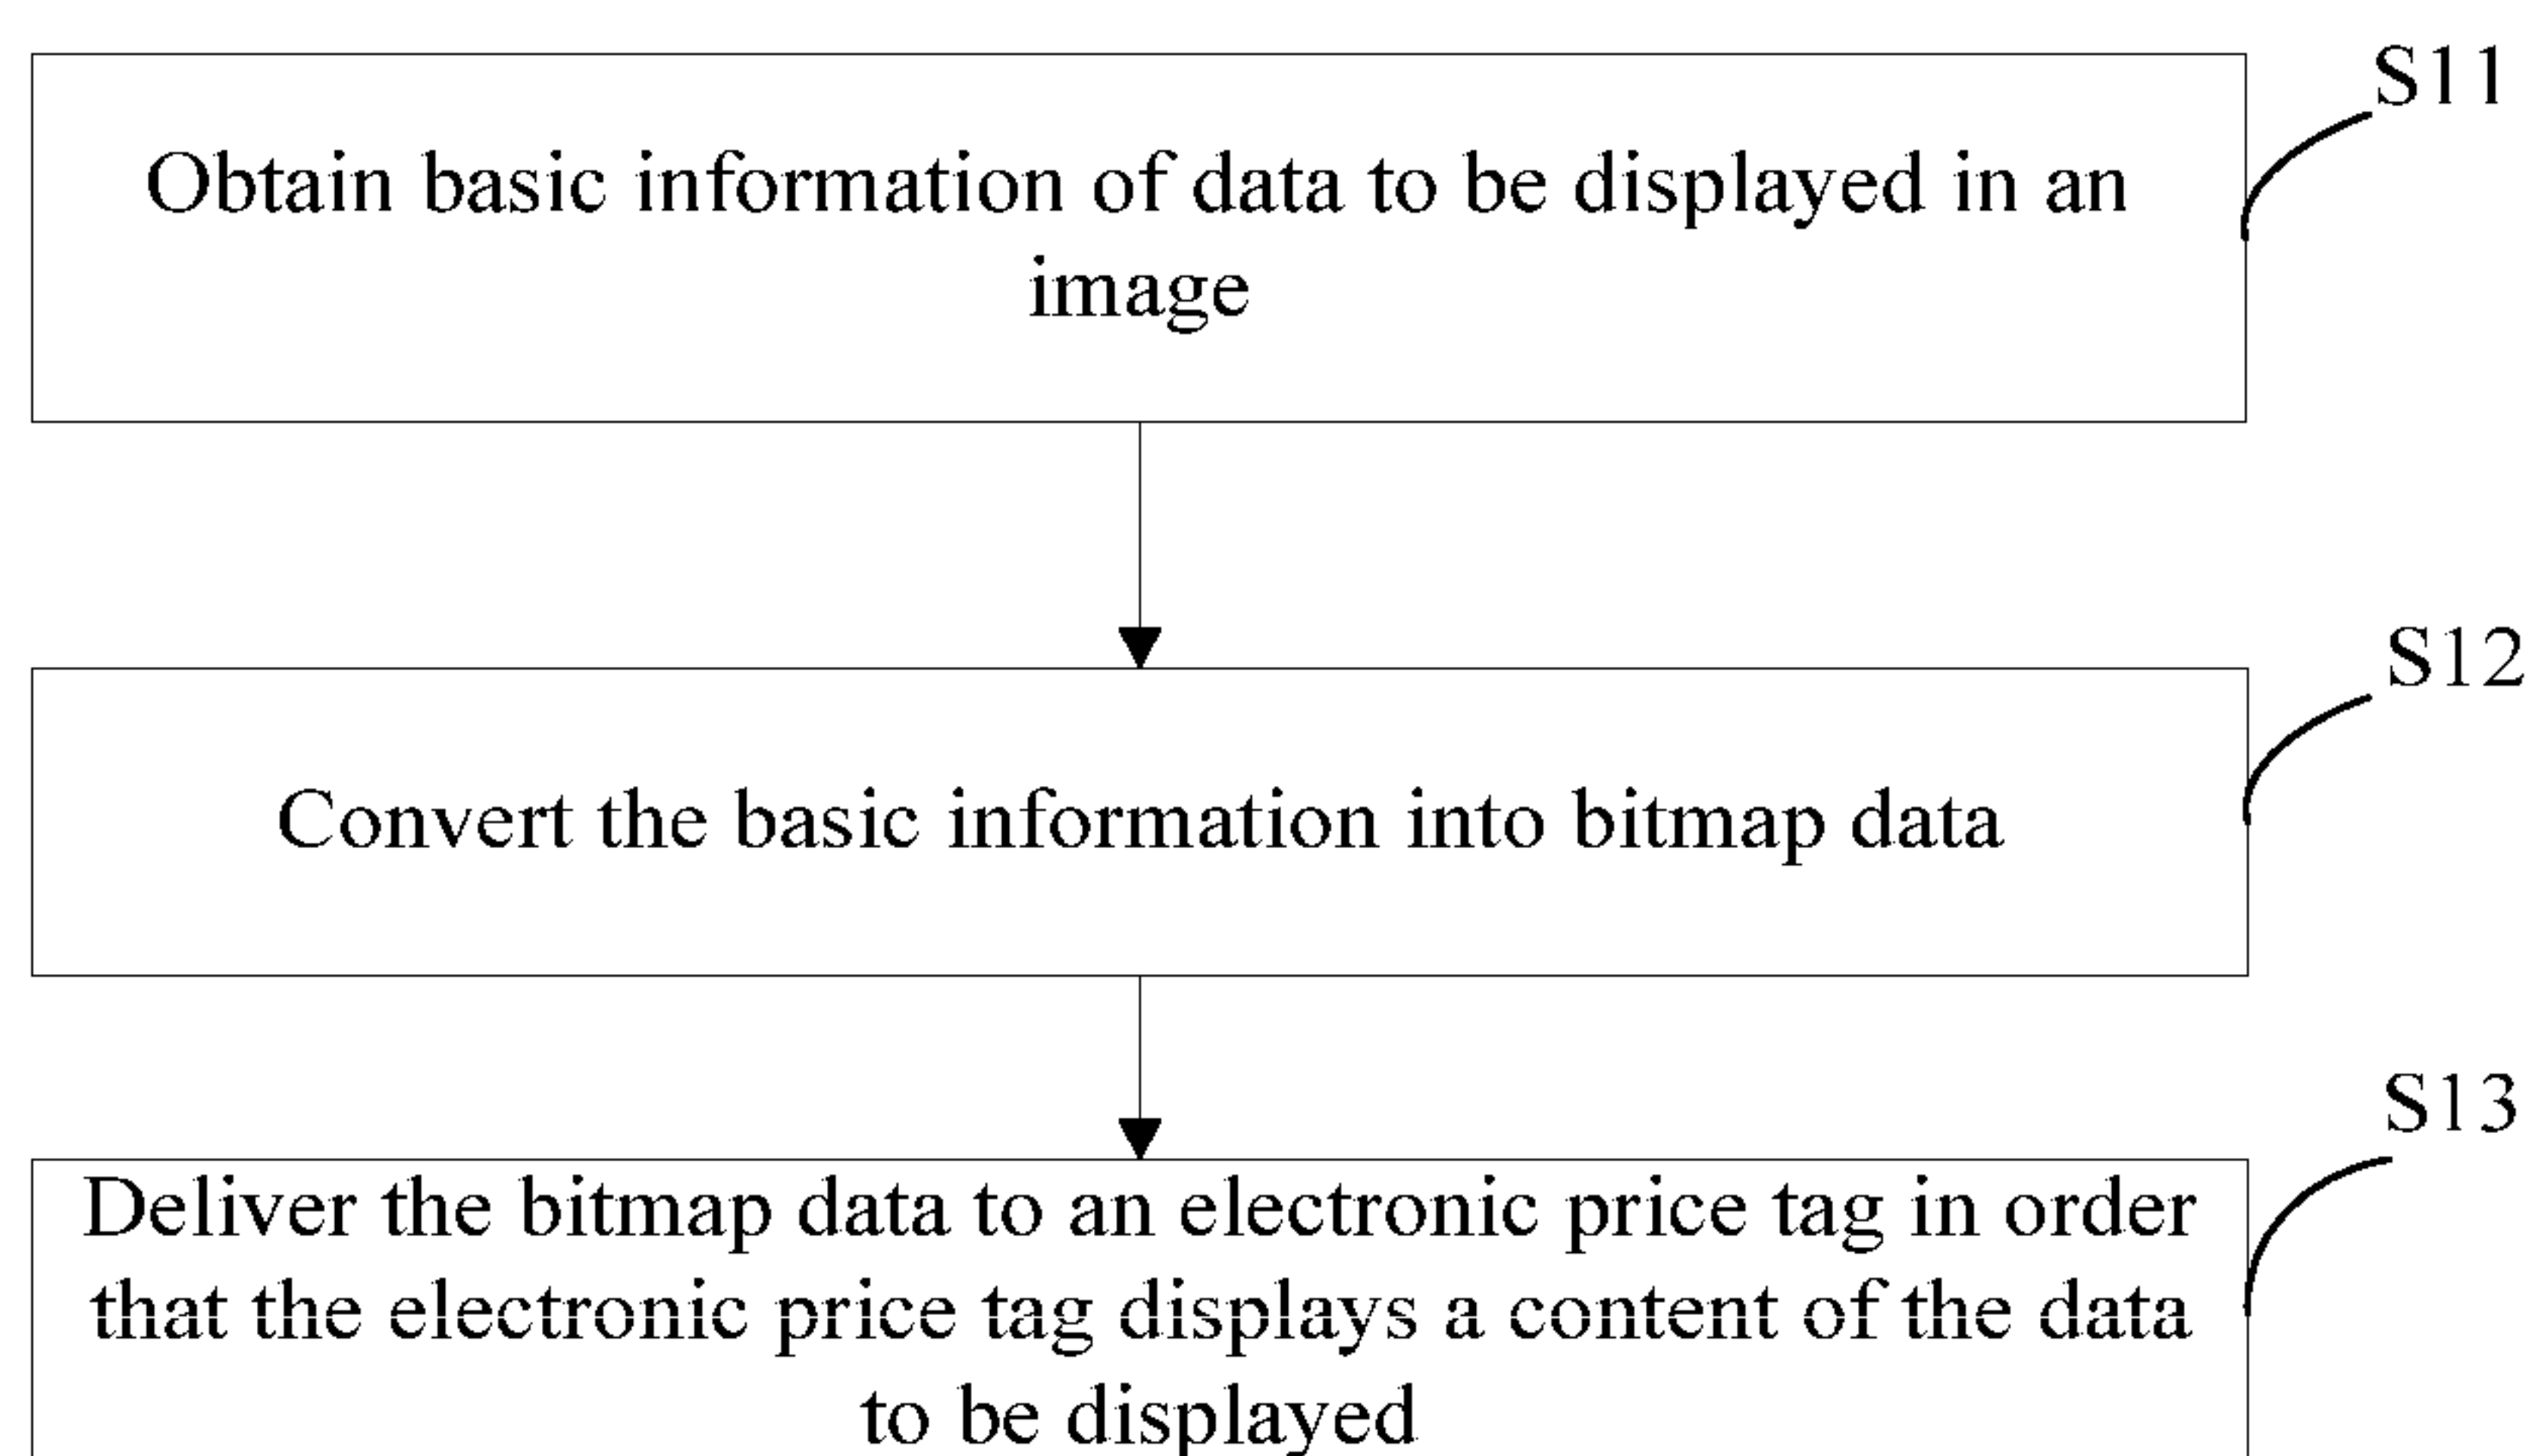 S11
Obtain basic information of data to be displayed in an
image
S12
Convert the basic information into bitmap data
S13
Deliver the bitmap data to an electronic price tag in order
that the electronic price tag displays a content of the data
to be displayed